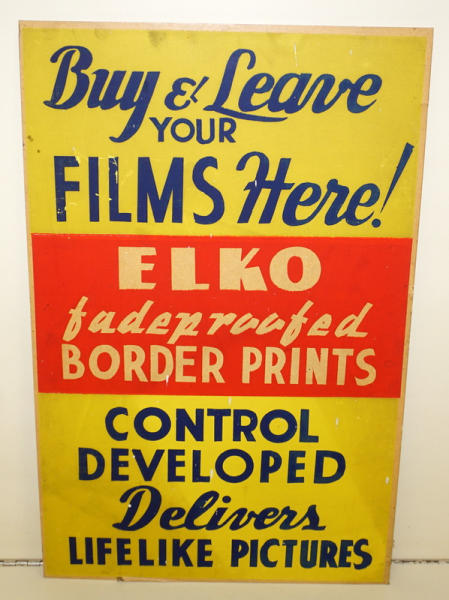 Buy & Leave
YOUR
FILMS Here!
ELKO
fadeproofed
BORDER PRINTS
CONTROL
DEVELOPED
Delivers
LIFELIKE PICTURES